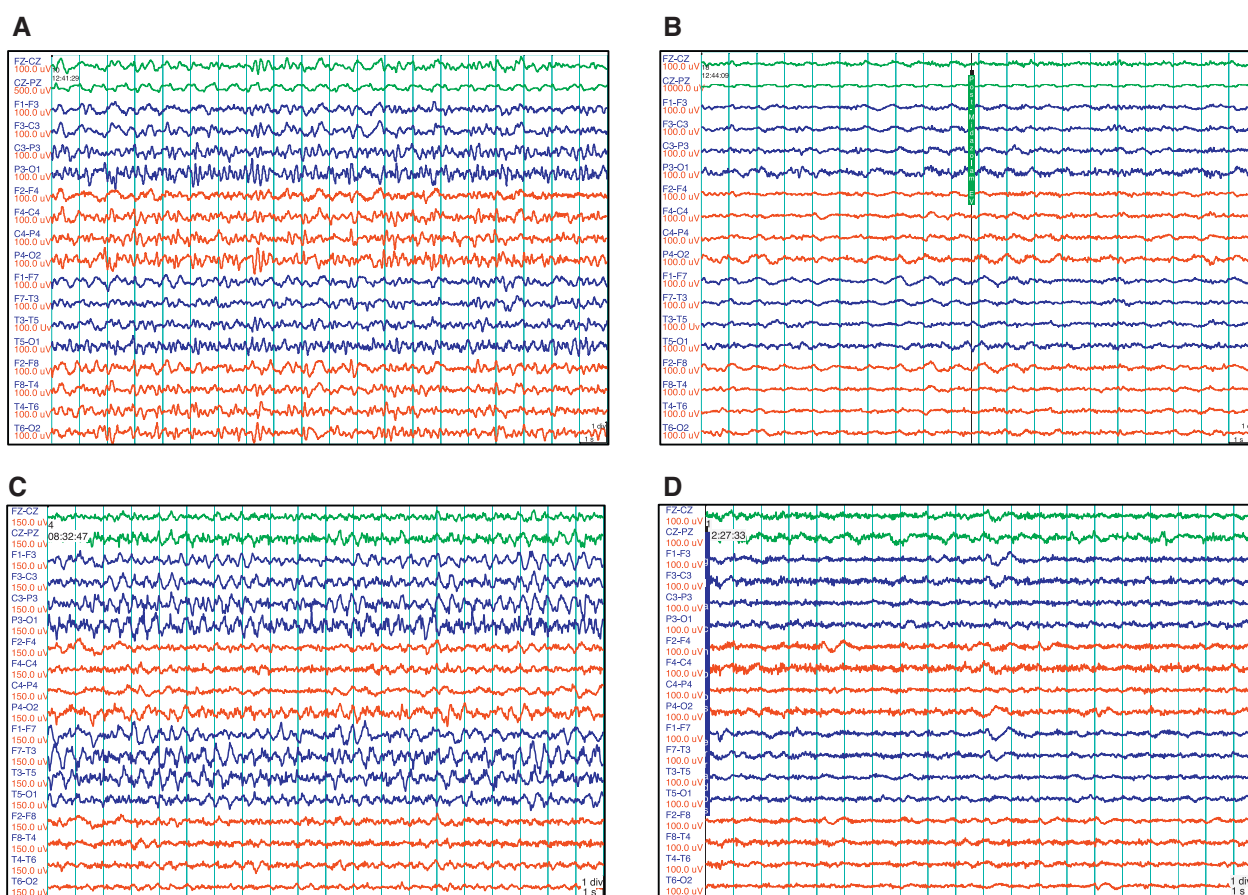 A
FZ-CZ
100.0 uV
12:41:29
CZ-PZ
500.0 uV
F1-F3
100.0 uV
F3-C3
100.0 uV
C3-P3
100.0 uV
P3-O1
100.0 uV
F2-F4
100.0 uV
F4-C4
100.0 uV
C4-P4
100.0 uV
P4-O2
100.0 uV
F1-F7
100.0 uV
F7-T3
100.0 uV
T3-T5
100.0 Uv
T5-O1
100.0 uV
F2-F8
100.0 uV
F8-T4
100.0 uV
T4-T6
100.0 uV
T6-O2
100.0 uV
1 div
1 s
B
FZ-CZ
100.0 uV
12:44:09
CZ-PZ
1000.0 uV
F1-F3
100.0 uV
F3-C3
100.0 uV
C3-P3
100.0 uV
P3-O1
100.0 uV
F2-F4
100.0 uV
F4-C4
100.0 uV
C4-P4
100.0 uV
P4-O2
100.0 uV
F1-F7
100.0 uV
F7-T3
100.0 uV
T3-T5
100.0 uV
T5-O1
100.0 uV
F2-F8
100.0 uV
F8-T4
100.0 uV
T4-T6
100.0 uV
T6-O2
100.0 uV
1 s
C
FZ-CZ
150.0 uV
4
08:32:47
CZ-PZ
150.0 uV
F1-F3
150.0 uV
F3-C3
150.0 uV
C3-P3
150.0 uV
P3-O1
150.0 uV
F2-F4
150.0 uV
F4-C4
150.0 uV
C4-P4
150.0 uV
P4-O2
150.0 uV
F1-F7
150.0 uV
F7-T3
150.0 uV
T3-T5
150.0 uV
T5-O1
150.0 uV
F2-F8
150.0 uV
F8-T4
150.0 uV
T4-T6
150.0 uV
T6-O2
150.0 uV
1 div
1 s
D
FZ-CZ
100.0 uV
1
2:27:33
CZ-PZ
100.0 uV
F1-F3
100.0 uV
F3-C3
100.0 uV
C3-P3
100.0 uV
P3-O1
100.0 uV
F2-F4
100.0 uV
F4-C4
100.0 uV
C4-P4
100.0 uV
P4-O2
100.0 uV
F1-F7
100.0 uV
F7-T3
100.0 uV
T3-T5
100.0 uV
T5-O1
100.0 uV
F2-F8
100.0 uV
F8-T4
100.0 uV
T4-T6
100.0 uV
T6-O2
100.0 uV
1 div
1 s